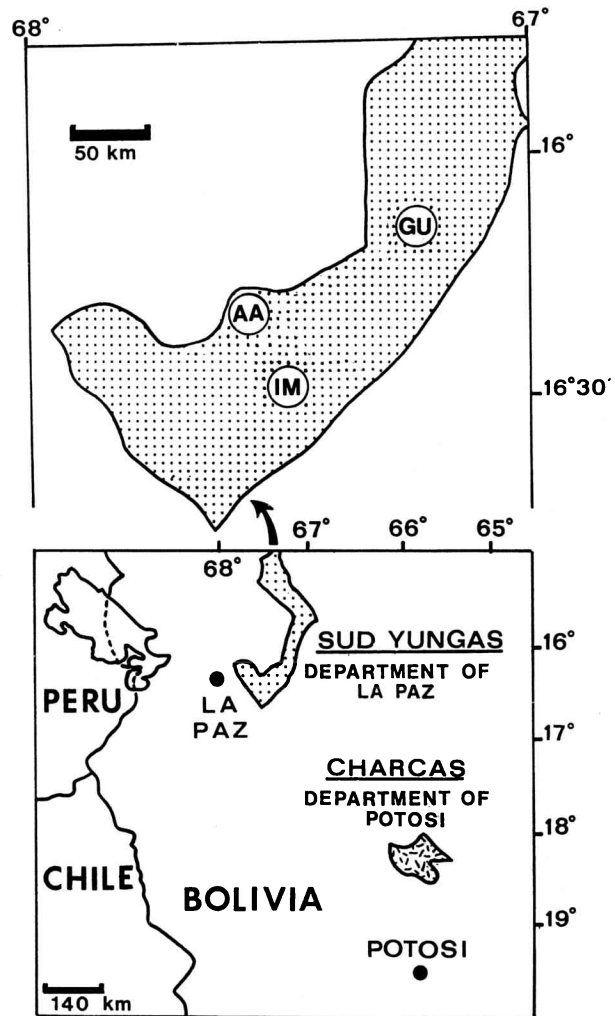 68°
67°
50 km
16°
GU
AA
IM
16°30'
67°
66°
65°
68°
SUD YUNGAS
DEPARTMENT OF
LA PAZ
16°
LA
PAZ
PERU
17°
CHARCAS
DEPARTMENT OF
POTOSI
18°
CHILE
BOLIVIA
19°
POTOSI
140 km